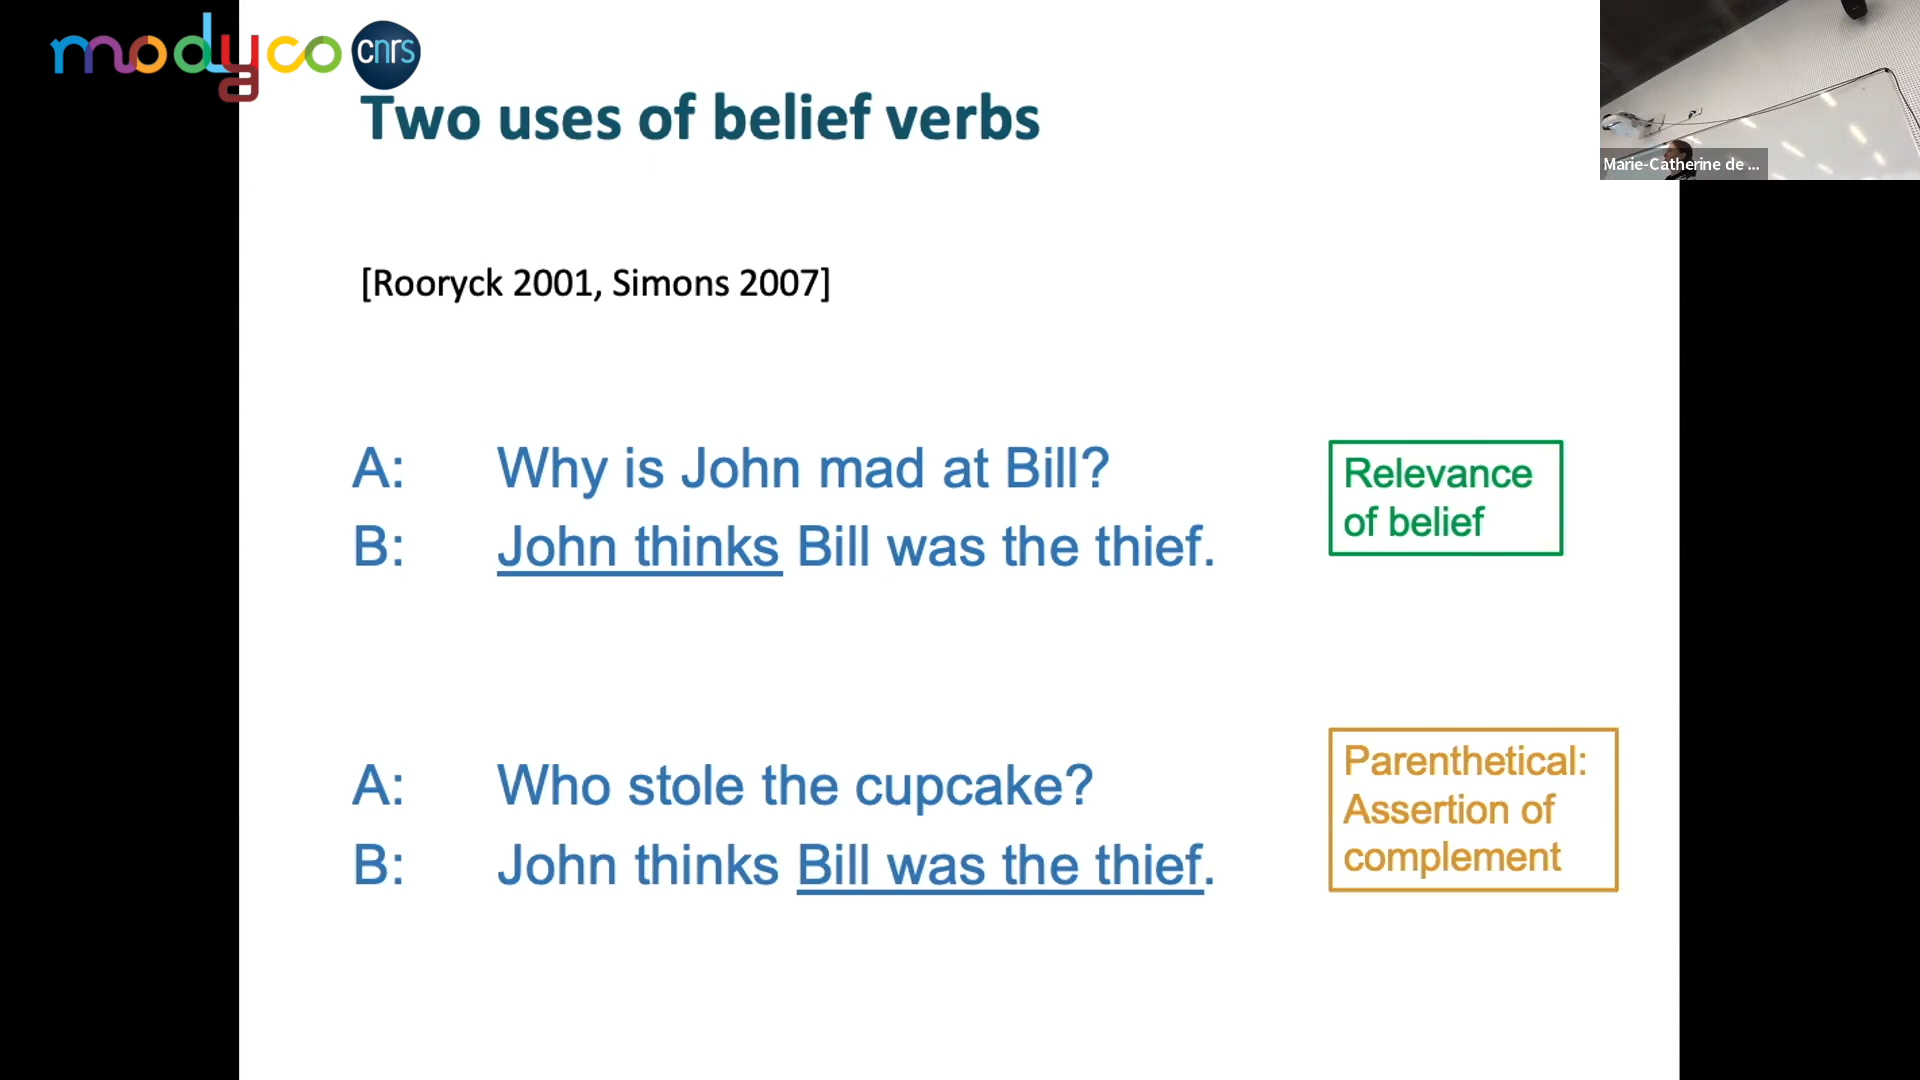 modyco cnrs
Two uses of belief verbs
Marie-Catherine de ...
[Rooryck 2001, Simons 2007]
A: Why is John mad at Bill?
B: John thinks Bill was the thief.
Relevance
of belief
A: Who stole the cupcake?
B: John thinks Bill was the thief.
Parenthetical:
Assertion of
complement